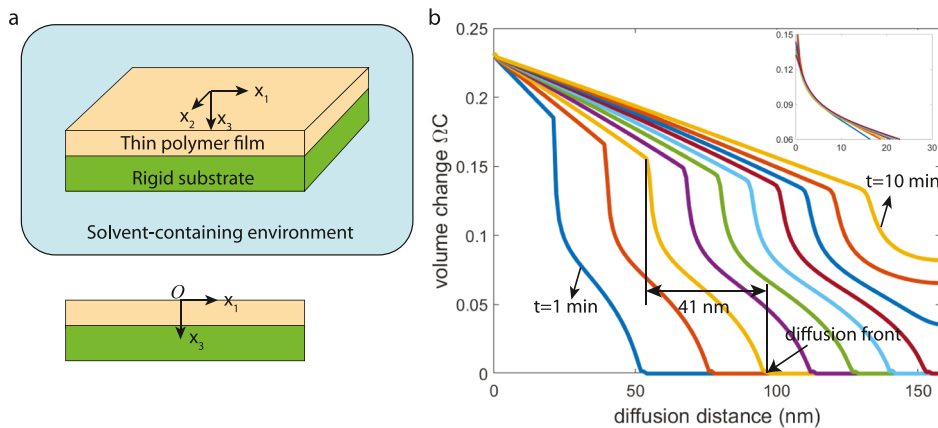 a
x1
x2
x3
Thin polymer film
Rigid substrate
Solvent-containing environment
O
x1
x3
b
volume change ΩC
0.25
0.2
0.15
0.1
0.05
0
0
50
100
150
diffusion distance (nm)
t=1 min
41 nm
diffusion front
t=10 min
0.15
0.12
0.09
0.06
0
10
20
30